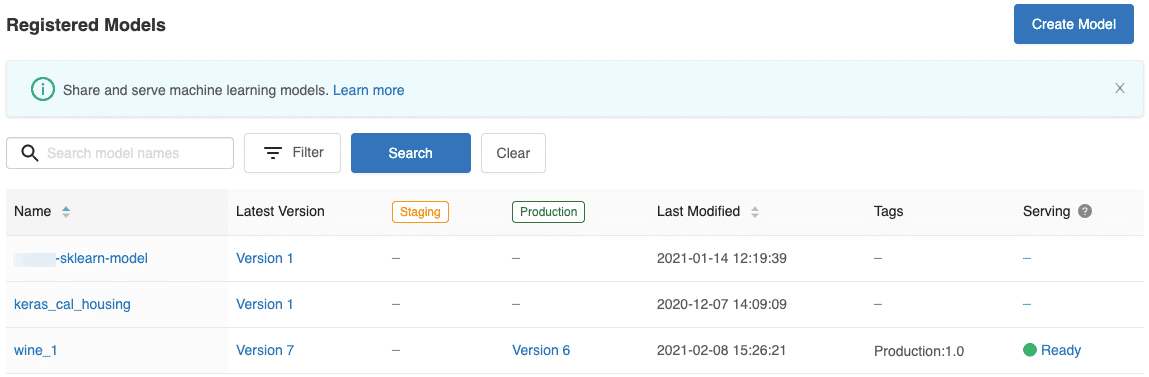 Registered Models
Create Model
Share and serve machine learning models. Learn more
Search model names
Filter
Search
Clear
Name Latest Version Staging Production Last Modified Tags Serving
-sklearn-model Version 1 – – 2021-01-14 12:19:39 – –
keras_cal_housing Version 1 – – 2020-12-07 14:09:09 – –
wine_1 Version 7 – Version 6 2021-02-08 15:26:21 Production:1.0 Ready